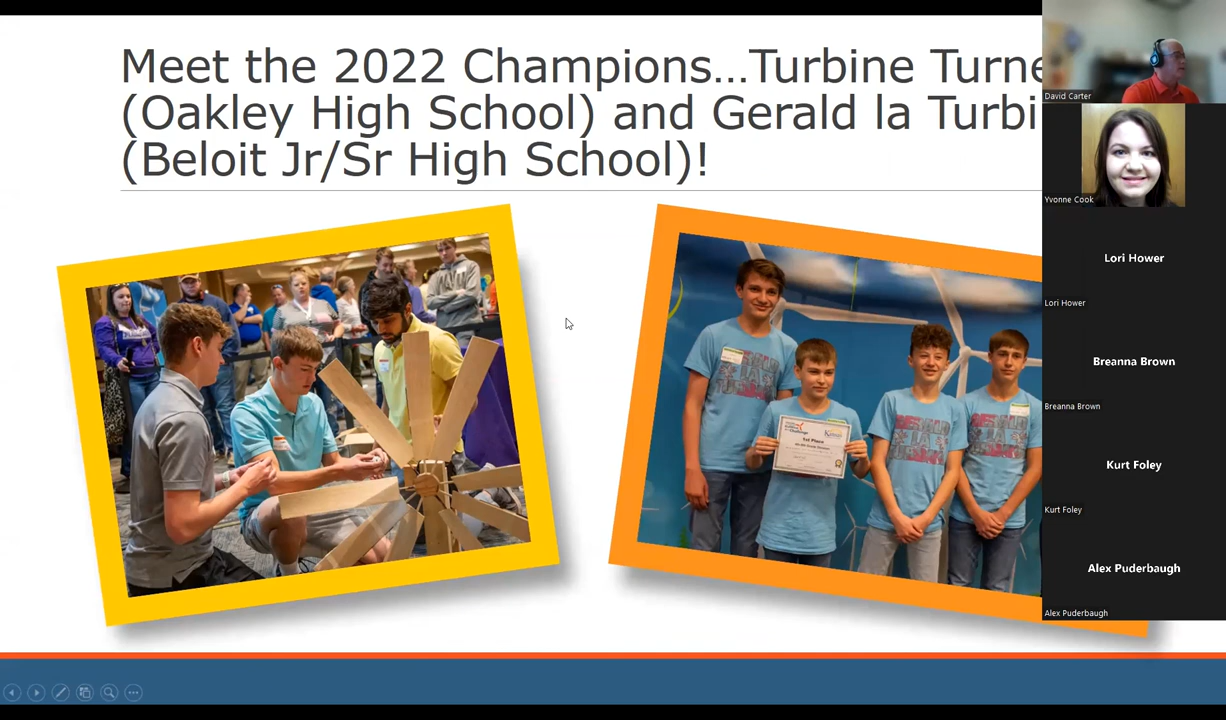 Meet the 2022 Champions...Turbine Turne
(Oakley High School) and Gerald la Turbi
(Beloit Jr/Sr High School)!
David Carter
Yvonne Cook
Lori Hower
Lori Hower
Breanna Brown
Breanna Brown
Kurt Foley
Kurt Foley
Alex Puderbaugh
Alex Puderbaugh
Challenge
1st Place